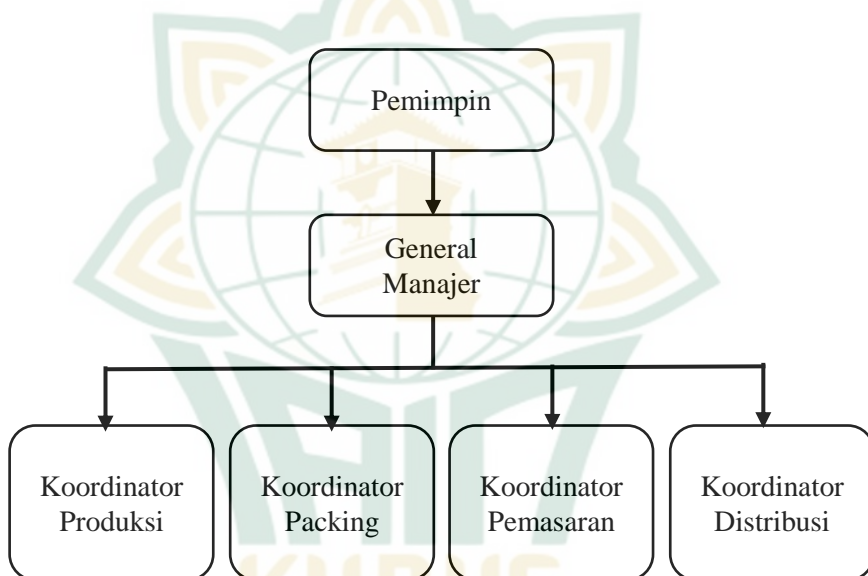 Pemimpin
General
Manajer
Koordinator
Produksi
Koordinator
Packing
Koordinator
Pemasaran
Koordinator
Distribusi